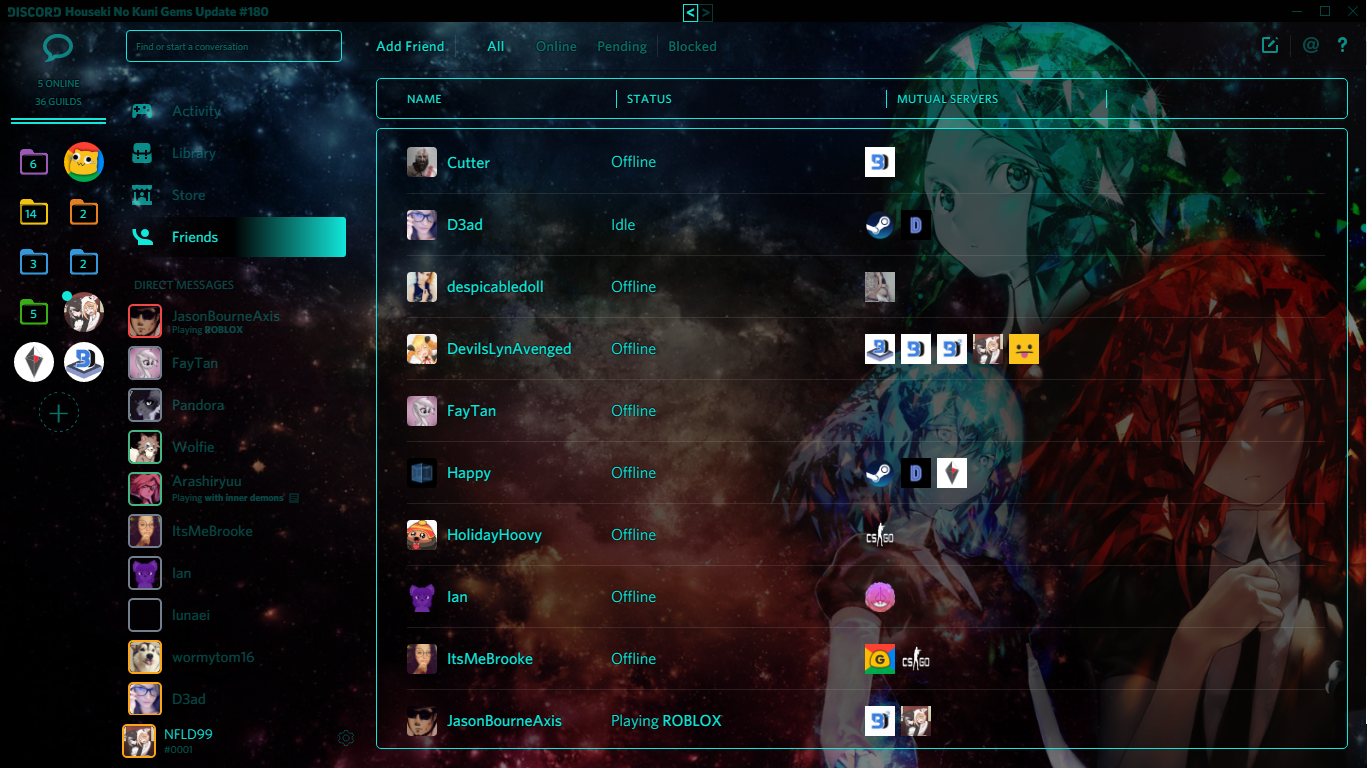 DISCORD Houseki No Kuni Gems Update #180
< >
Find or start a conversation
Add Friend
All
Online
Pending
Blocked
@ ?
5 ONLINE
36 GUILDS
6
14
2
3
2
5
Activity
Library
Store
Friends
DIRECT MESSAGES
JasonBourneAxis
Playing ROBLOX
FayTan
Pandora
Wolfie
Arashiryuu
Playing with inner demons
ItsMeBrooke
Ian
lunaei
wormytom16
D3ad
NFLD99
#0001
NAME STATUS MUTUAL SERVERS
Cutter Offline
D3ad Idle D
despicabledoll Offline
DevilsLynAvenged Offline
FayTan Offline
Happy Offline D
HolidayHoovy Offline CS GO
Ian Offline
ItsMeBrooke Offline G CS GO
JasonBourneAxis Playing ROBLOX